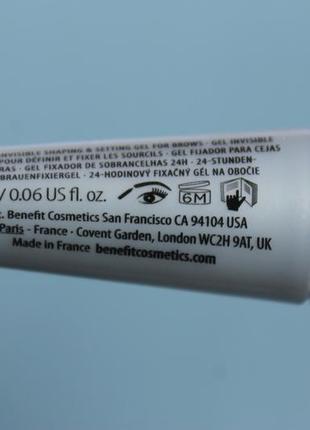 INVISIBLE SHAPING & SETTING GEL FOR BROWS · GEL INVISIBLE
POUR DÉFINIR ET FIXER LES SOURCILS · GEL FIJADOR PARA CEJAS
GEL FIXADOR DE SOBRANCELHAS 24H · 24-STUNDEN-
BRAUENFIXIERGEL · 24-HODINOVÝ FIXAČNÝ GÉL NA OBOČIE
/ 0.06 US fl. oz.
6M
Benefit Cosmetics San Francisco CA 94104 USA
Paris - France · Covent Garden, London WC2H 9AT, UK
Made in France benefitcosmetics.com